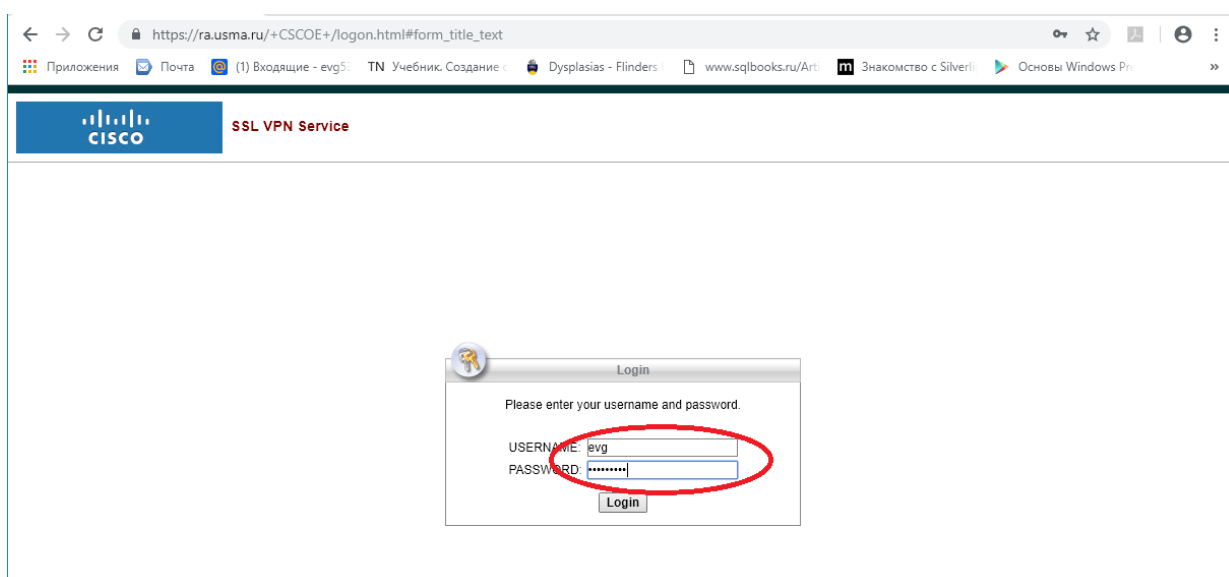 https://ra.usma.ru/+CSCOE+/logon.html#form_title_text
Приложения Почта (1) Входящие - evg5 TN Учебник. Создание с Dysplasias - Flinders www.sqlbooks.ru/Art m Знакомство с Silverli Основы Windows Pr »
CISCO SSL VPN Service
Login
Please enter your username and password.
USERNAME: evg
PASSWORD: •••••••••
Login